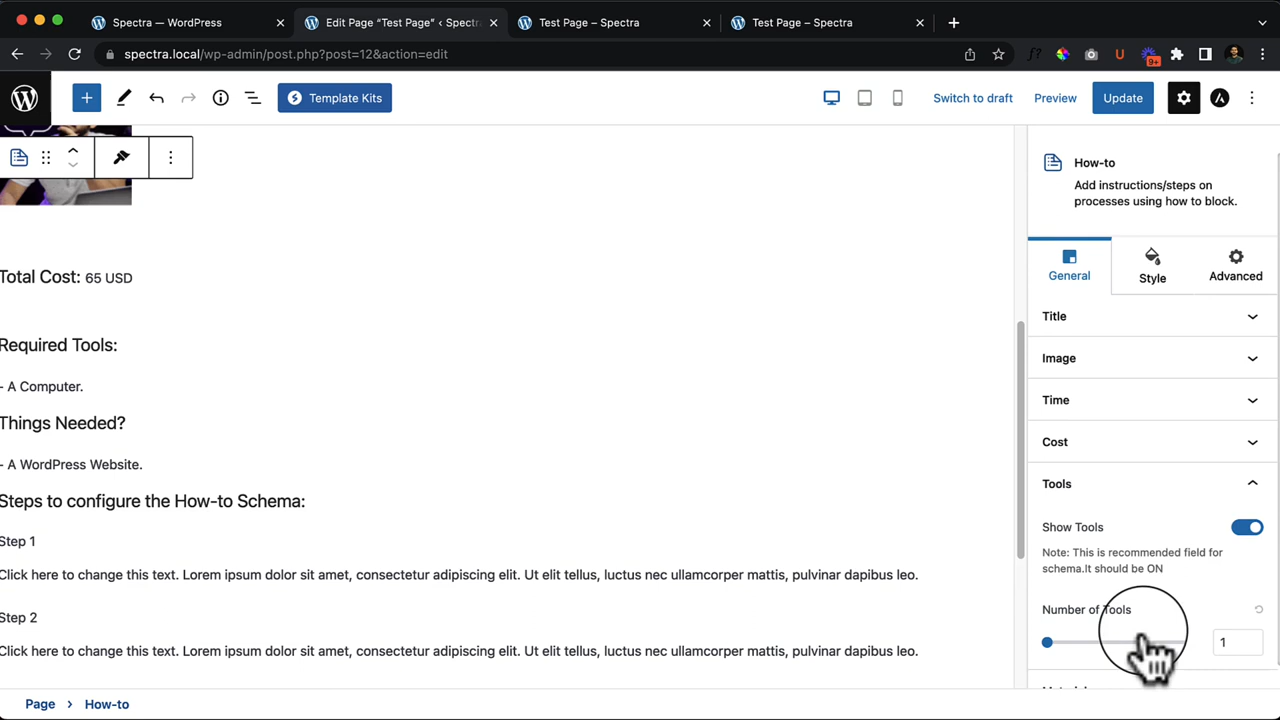 Spectra — WordPress
Edit Page “Test Page” ‹ Spectra
Test Page – Spectra
Test Page – Spectra
spectra.local/wp-admin/post.php?post=12&action=edit
9+
Template Kits
Switch to draft
Preview
Update
How-to
Add instructions/steps on
processes using how to block.
General
Style
Advanced
Total Cost: 65 USD
Required Tools:
- A Computer.
Things Needed?
- A WordPress Website.
Steps to configure the How-to Schema:
Step 1
Click here to change this text. Lorem ipsum dolor sit amet, consectetur adipiscing elit. Ut elit tellus, luctus nec ullamcorper mattis, pulvinar dapibus leo.
Step 2
Click here to change this text. Lorem ipsum dolor sit amet, consectetur adipiscing elit. Ut elit tellus, luctus nec ullamcorper mattis, pulvinar dapibus leo.
Title
Image
Time
Cost
Tools
Show Tools
Note: This is recommended field for
schema.It should be ON
Number of Tools
1
Page > How-to